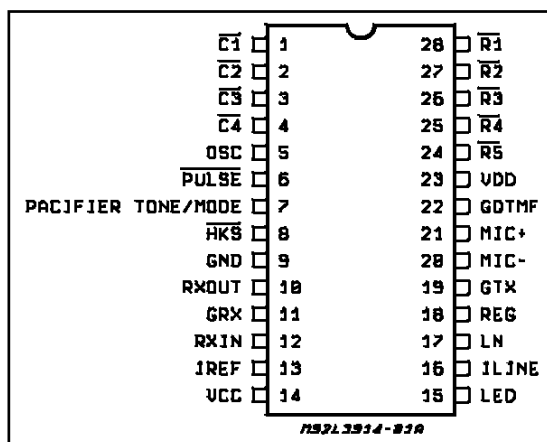 C1 1 28 R1
C2 2 27 R2
C3 3 26 R3
C4 4 25 R4
OSC 5 24 R5
PULSE 6 23 VDD
PACIFIER TONE/MODE 7 22 GDTMF
HKS 8 21 MIC+
GND 9 20 MIC-
RXOUT 10 19 GTX
GRX 11 18 REG
RXIN 12 17 LN
IREF 13 16 ILINE
VCC 14 15 LED
M92L3914-01A